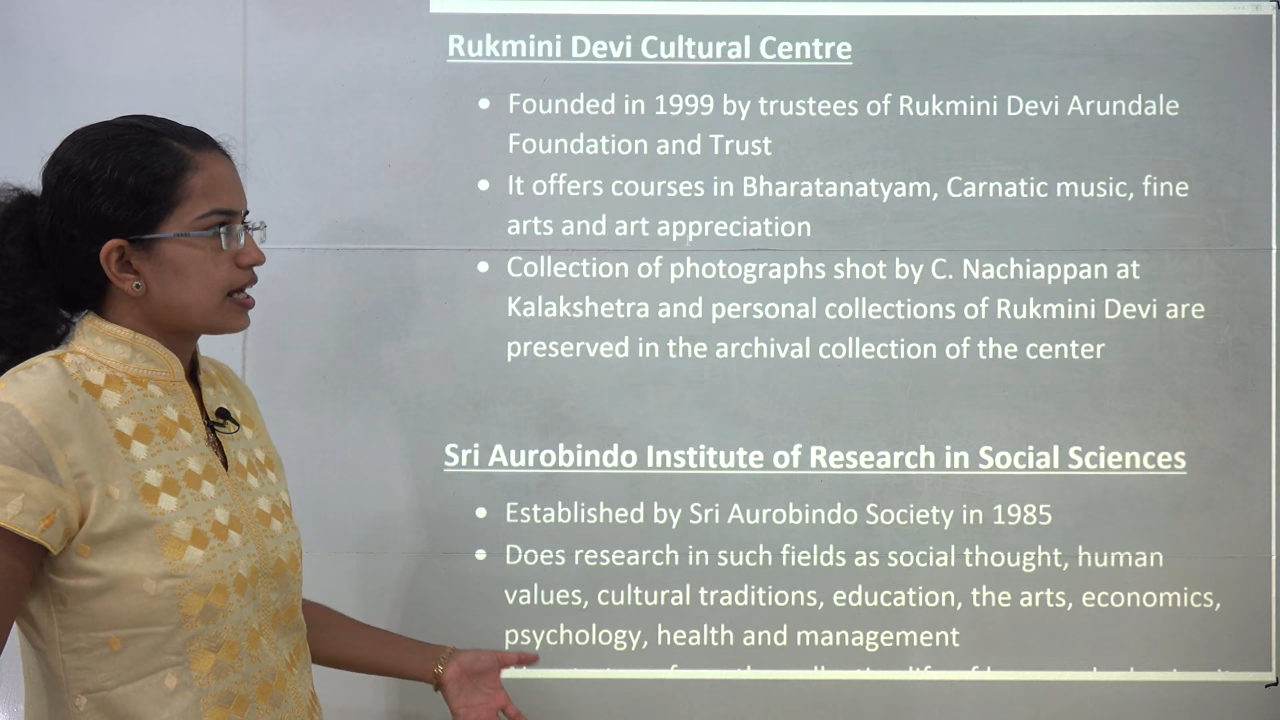 Rukmini Devi Cultural Centre
• Founded in 1999 by trustees of Rukmini Devi Arundale
Foundation and Trust
• It offers courses in Bharatanatyam, Carnatic music, fine
arts and art appreciation
• Collection of photographs shot by C. Nachiappan at
Kalakshetra and personal collections of Rukmini Devi are
preserved in the archival collection of the center
Sri Aurobindo Institute of Research in Social Sciences
• Established by Sri Aurobindo Society in 1985
• Does research in such fields as social thought, human
values, cultural traditions, education, the arts, economics,
psychology, health and management